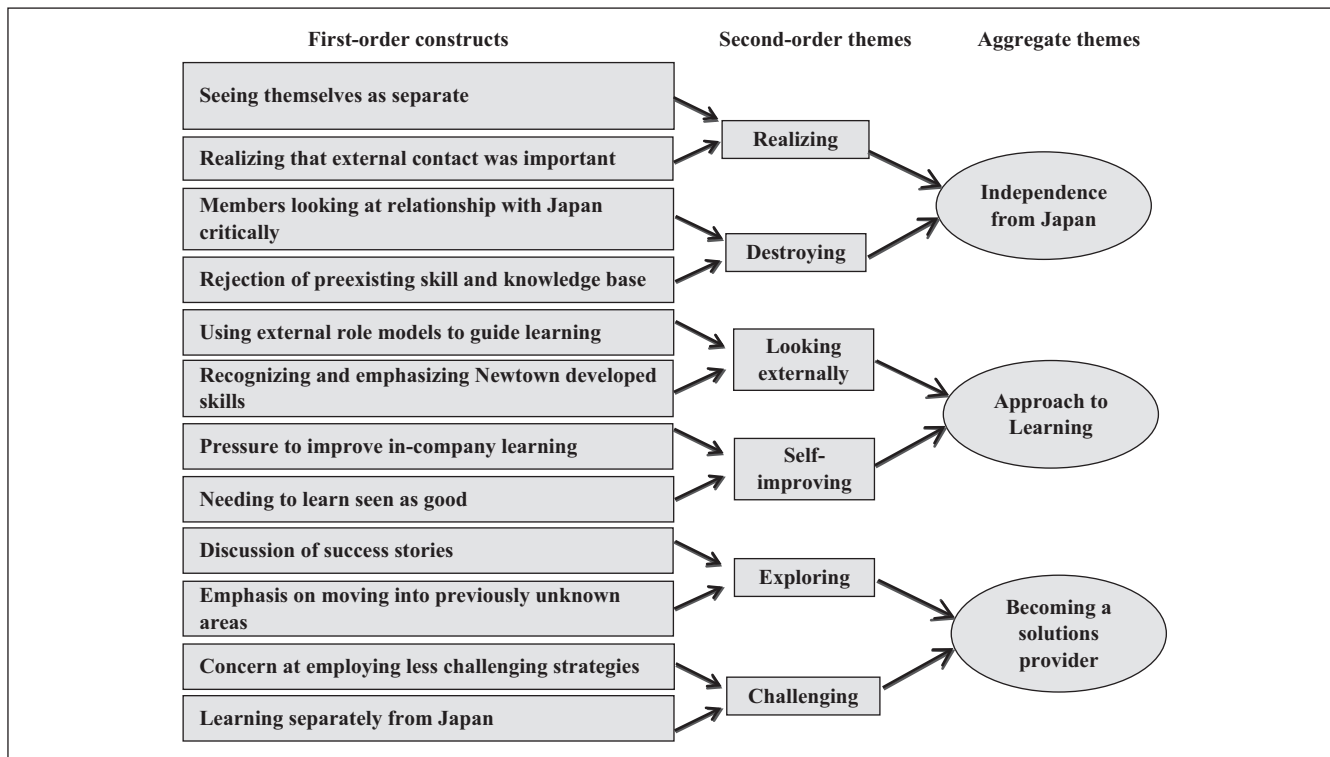 First-order constructs
Second-order themes
Aggregate themes
Seeing themselves as separate
Realizing that external contact was important
Members looking at relationship with Japan
critically
Rejection of preexisting skill and knowledge base
Using external role models to guide learning
Recognizing and emphasizing Newtown developed
skills
Pressure to improve in-company learning
Needing to learn seen as good
Discussion of success stories
Emphasis on moving into previously unknown
areas
Concern at employing less challenging strategies
Learning separately from Japan
Realizing
Destroying
Looking
externally
Self-
improving
Exploring
Challenging
Independence
from Japan
Approach to
Learning
Becoming a
solutions
provider